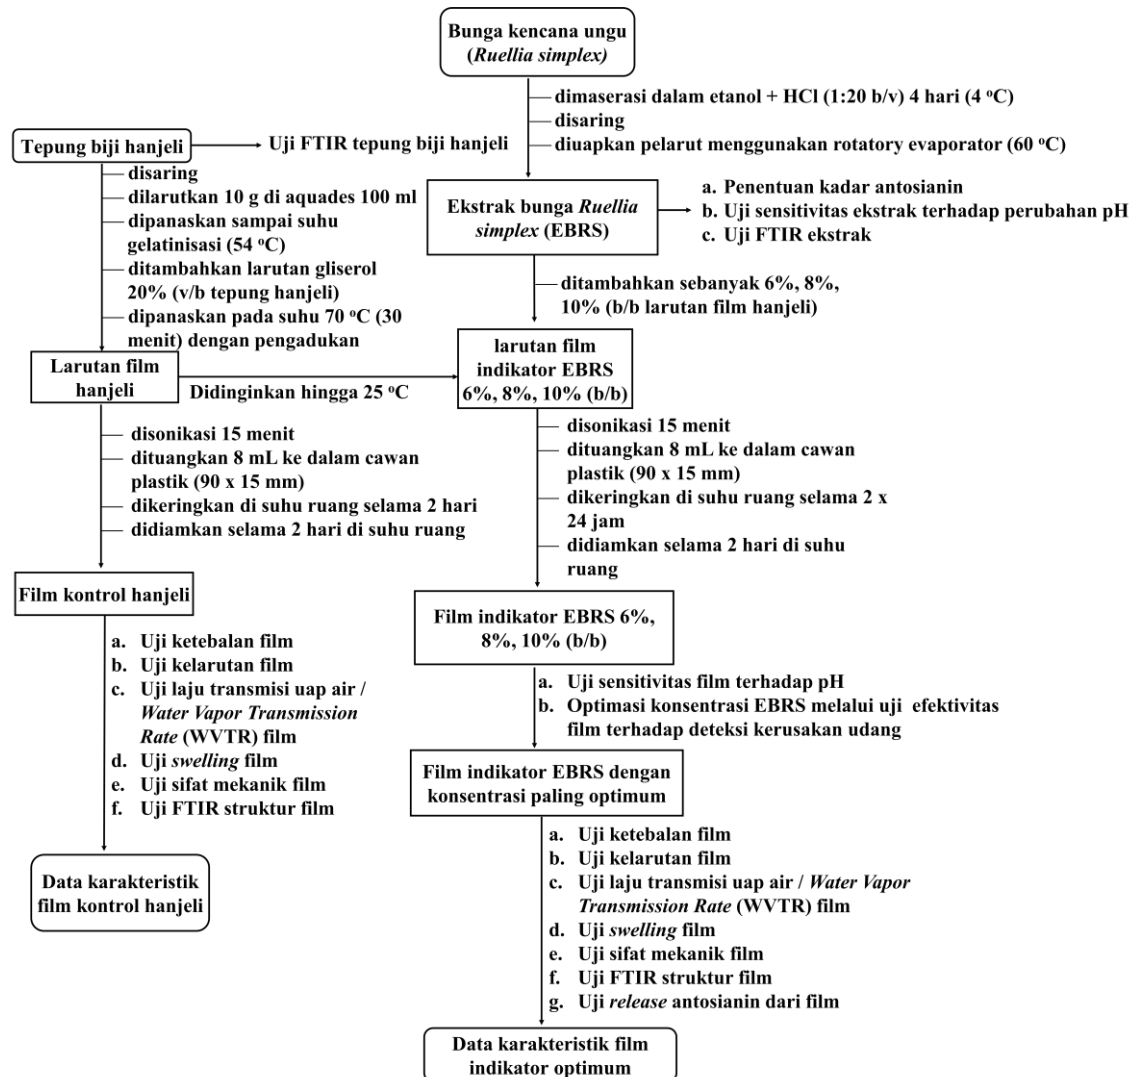 Bunga kencana ungu
(Ruellia simplex)
dimaserasi dalam etanol + HCl (1:20 b/v) 4 hari (4 °C)
disaring
diuapkan pelarut menggunakan rotatory evaporator (60 °C)
Tepung biji hanjeli
Uji FTIR tepung biji hanjeli
disaring
dilarutkan 10 g di aquades 100 ml
dipanaskan sampai suhu
gelatinisasi (54 °C)
ditambahkan larutan gliserol
20% (v/b tepung hanjeli)
dipanaskan pada suhu 70 °C (30
menit) dengan pengadukan
Ekstrak bunga Ruellia
simplex (EBRS)
a. Penentuan kadar antosianin
b. Uji sensitivitas ekstrak terhadap perubahan pH
c. Uji FTIR ekstrak
ditambahkan sebanyak 6%, 8%,
10% (b/b larutan film hanjeli)
Larutan film
hanjeli
Didinginkan hingga 25 °C
larutan film
indikator EBRS
6%, 8%, 10% (b/b)
disonikasi 15 menit
dituangkan 8 mL ke dalam cawan
plastik (90 x 15 mm)
dikeringkan di suhu ruang selama 2 hari
didiamkan selama 2 hari di suhu ruang
disonikasi 15 menit
dituangkan 8 mL ke dalam cawan
plastik (90 x 15 mm)
dikeringkan di suhu ruang selama 2 x
24 jam
didiamkan selama 2 hari di suhu
ruang
Film kontrol hanjeli
a. Uji ketebalan film
b. Uji kelarutan film
c. Uji laju transmisi uap air /
Water Vapor Transmission
Rate (WVTR) film
d. Uji swelling film
e. Uji sifat mekanik film
f. Uji FTIR struktur film
Data karakteristik
film kontrol hanjeli
Film indikator EBRS 6%,
8%, 10% (b/b)
a. Uji sensitivitas film terhadap pH
b. Optimasi konsentrasi EBRS melalui uji efektivitas
film terhadap deteksi kerusakan udang
Film indikator EBRS dengan
konsentrasi paling optimum
a. Uji ketebalan film
b. Uji kelarutan film
c. Uji laju transmisi uap air / Water Vapor
Transmission Rate (WVTR) film
d. Uji swelling film
e. Uji sifat mekanik film
f. Uji FTIR struktur film
g. Uji release antosianin dari film
Data karakteristik film
indikator optimum